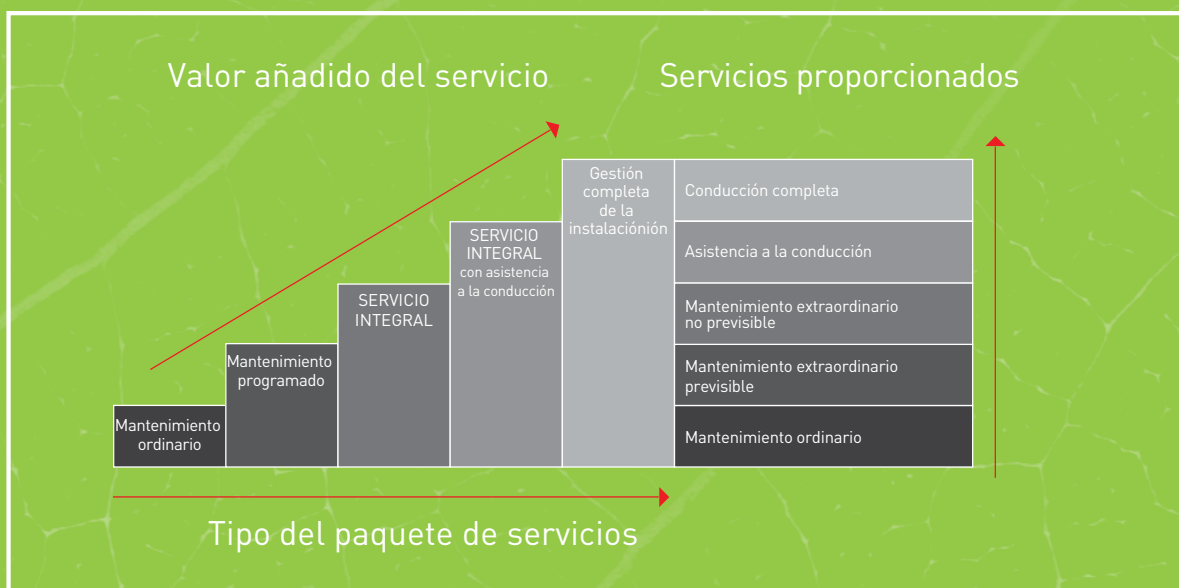 Valor añadido del servicio
Servicios proporcionados
Gestión
completa
de la
instalaciónión
Conducción completa
SERVICIO
INTEGRAL
con asistencia
a la conducción
Asistencia a la conducción
SERVICIO
INTEGRAL
Mantenimiento extraordinario
no previsible
Mantenimiento
programado
Mantenimiento extraordinario
previsible
Mantenimiento
ordinario
Mantenimiento ordinario
Tipo del paquete de servicios